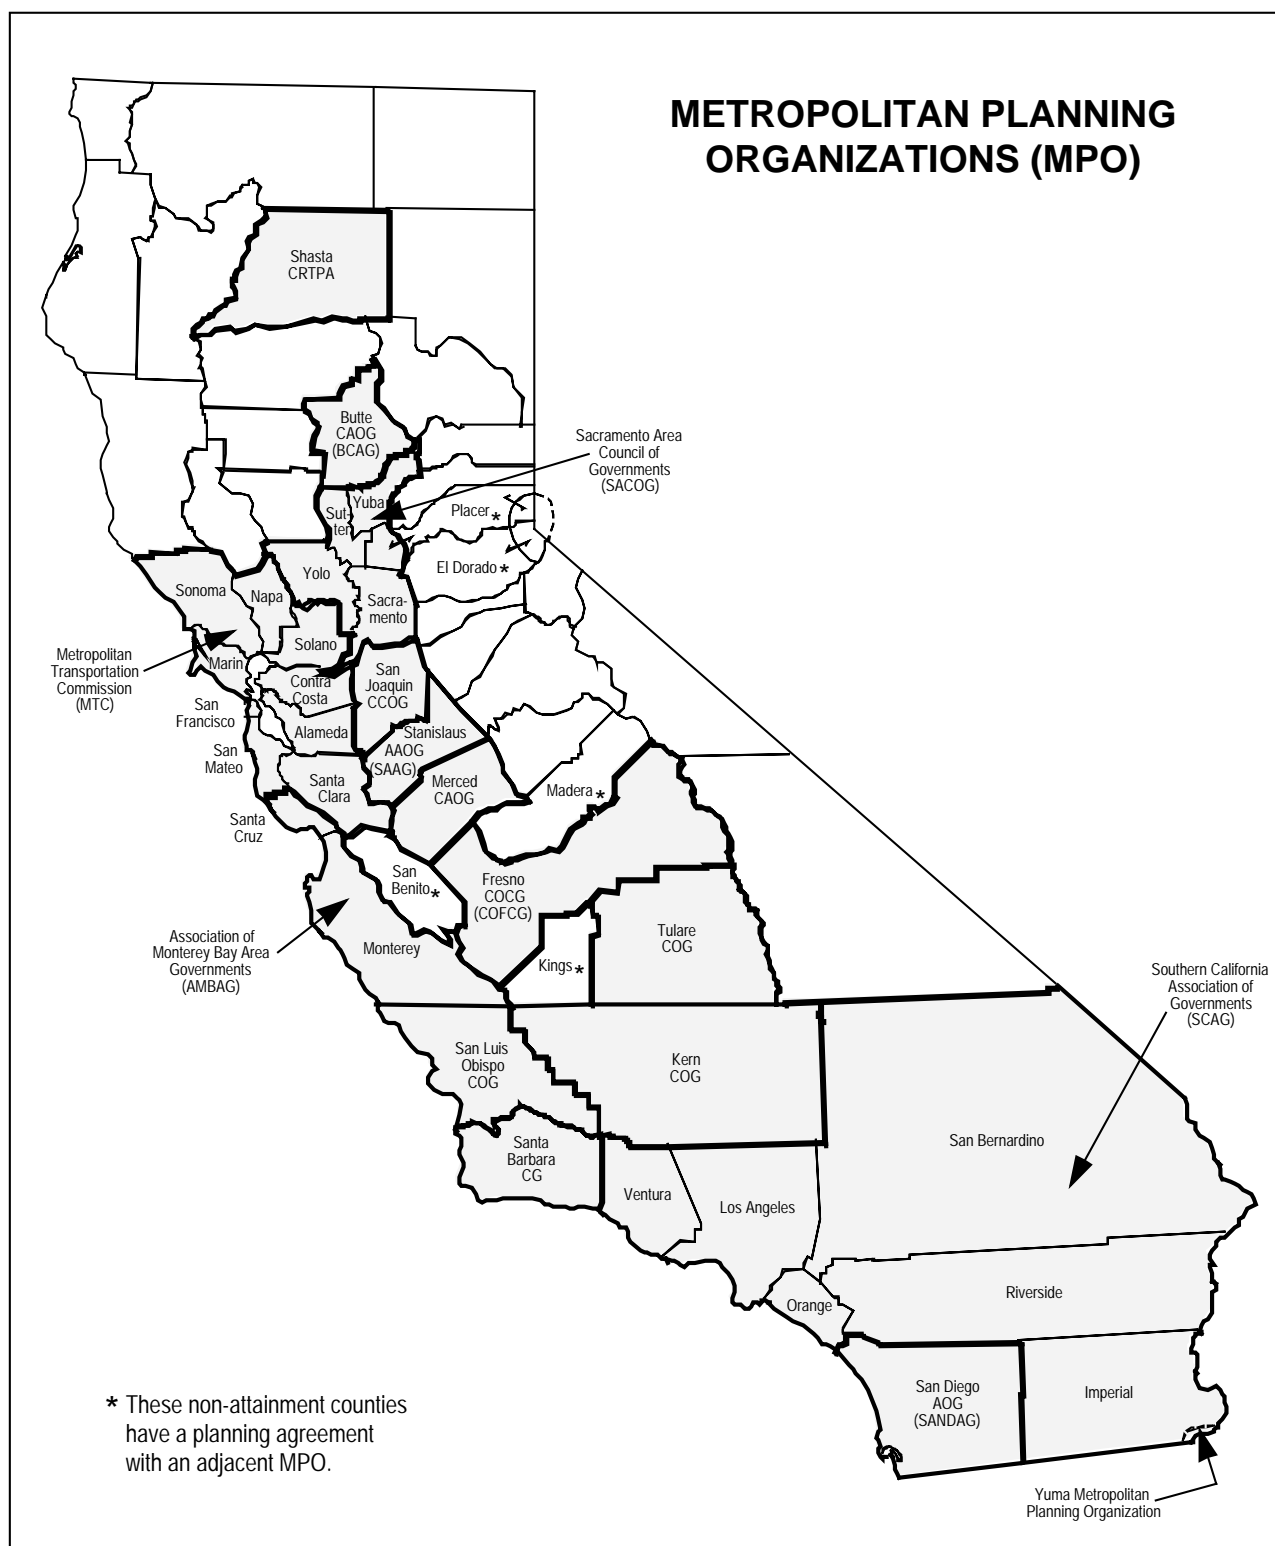 METROPOLITAN PLANNING
ORGANIZATIONS (MPO)
Shasta
CRTPA
Butte
CAOG
(BCAG)
Sacramento Area
Council of
Governments
(SACOG)
Yuba
Sut-
ter
Placer *
El Dorado *
Yolo
Sonoma
Napa
Sacra-
mento
Solano
Marin
Metropolitan
Transportation
Commission
(MTC)
Contra
Costa
San
Joaquin
CCOG
San
Francisco
Alameda
Stanislaus
AAOG
(SAAG)
San
Mateo
Santa
Clara
Merced
CAOG
Madera *
Santa
Cruz
San
Benito *
Fresno
COCG
(COFCG)
Tulare
COG
Association of
Monterey Bay Area
Governments
(AMBAG)
Monterey
Kings *
Southern California
Association of
Governments
(SCAG)
San Luis
Obispo
COG
Kern
COG
San Bernardino
Santa
Barbara
CG
Ventura
Los Angeles
Orange
Riverside
San Diego
AOG
(SANDAG)
Imperial
* These non-attainment counties
have a planning agreement
with an adjacent MPO.
Yuma Metropolitan
Planning Organization